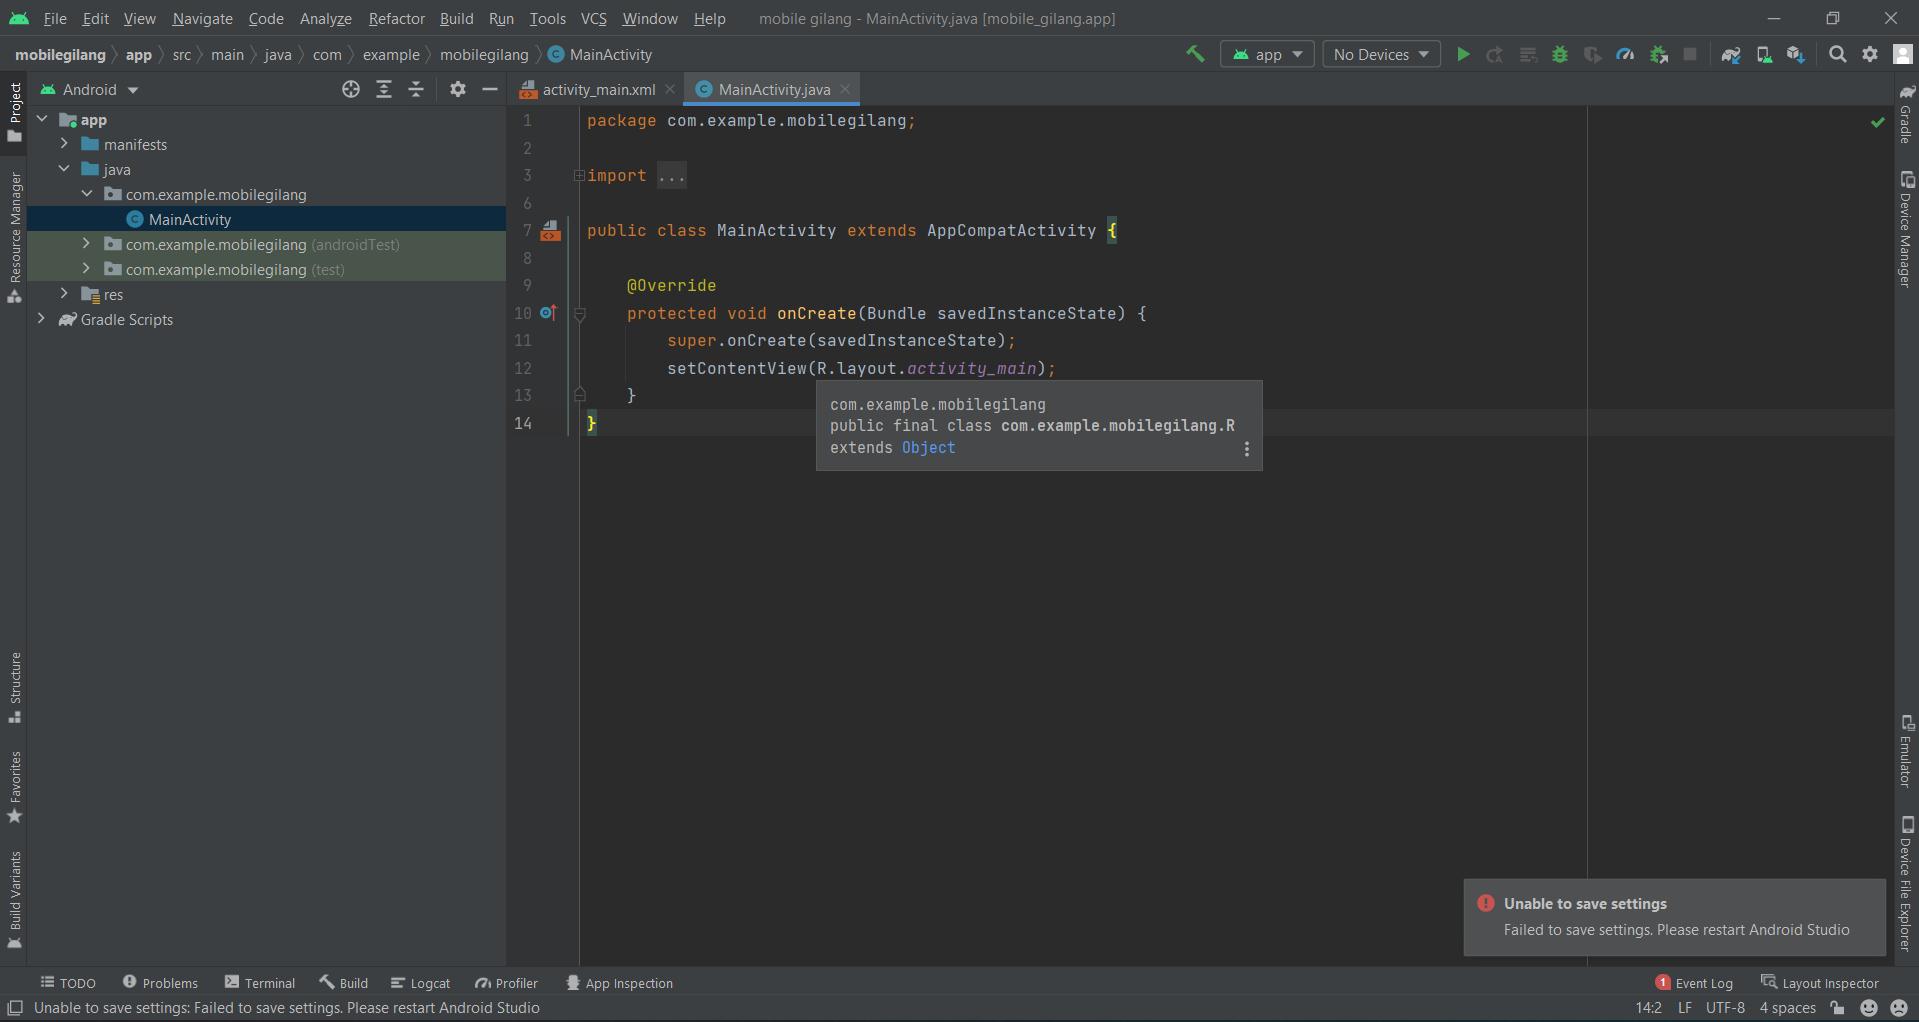 File Edit View Navigate Code Analyze Refactor Build Run Tools VCS Window Help mobile gilang - MainActivity.java [mobile_gilang.app]
mobilegilang app src main java com example mobilegilang MainActivity app No Devices
Project
Android
activity_main.xml MainActivity.java
app
manifests
java
com.example.mobilegilang
MainActivity
com.example.mobilegilang (androidTest)
com.example.mobilegilang (test)
res
Gradle Scripts
Resource Manager
Structure
Favorites
Build Variants
1 package com.example.mobilegilang;
2
3 import ...
6
7 public class MainActivity extends AppCompatActivity {
8
9 @Override
10 protected void onCreate(Bundle savedInstanceState) {
11 super.onCreate(savedInstanceState);
12 setContentView(R.layout.activity_main);
13 }
14 }
com.example.mobilegilang
public final class com.example.mobilegilang.R
extends Object
Gradle
Device Manager
Emulator
Device File Explorer
Unable to save settings
Failed to save settings. Please restart Android Studio
TODO Problems Terminal Build Logcat Profiler App Inspection 1 Event Log Layout Inspector
Unable to save settings: Failed to save settings. Please restart Android Studio 14:2 LF UTF-8 4 spaces